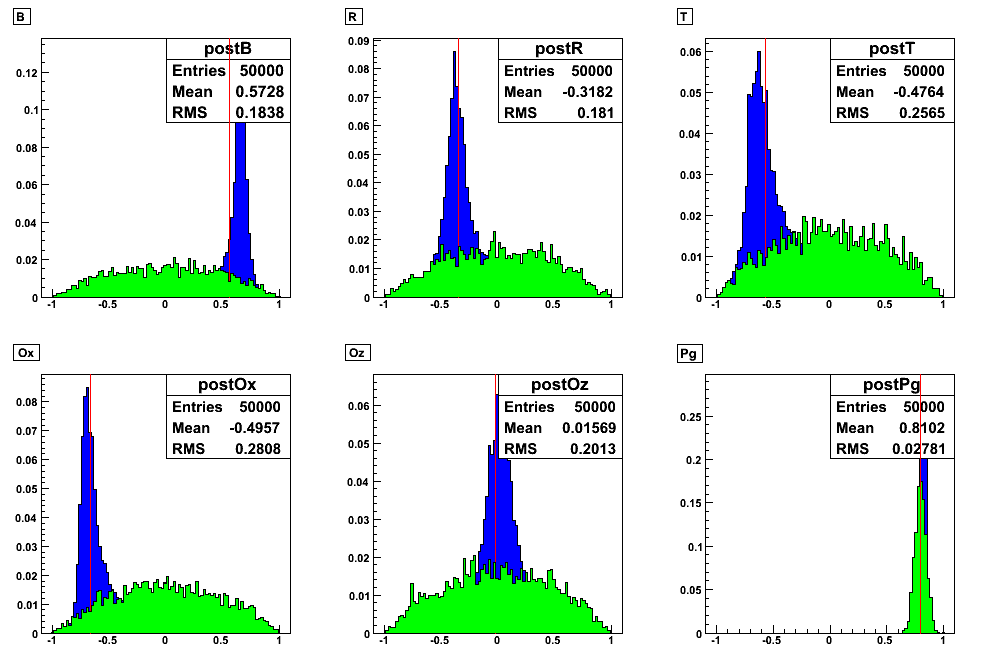 B
postB
Entries 50000
Mean 0.5728
RMS 0.1838
0.12
0.1
0.08
0.06
0.04
0.02
0
-1 -0.5 0 0.5 1
R
postR
Entries 50000
Mean -0.3182
RMS 0.181
0.09
0.08
0.07
0.06
0.05
0.04
0.03
0.02
0.01
0
-1 -0.5 0 0.5 1
T
postT
Entries 50000
Mean -0.4764
RMS 0.2565
0.06
0.05
0.04
0.03
0.02
0.01
0
-1 -0.5 0 0.5 1
Ox
postOx
Entries 50000
Mean -0.4957
RMS 0.2808
0.08
0.07
0.06
0.05
0.04
0.03
0.02
0.01
0
-1 -0.5 0 0.5 1
Oz
postOz
Entries 50000
Mean 0.01569
RMS 0.2013
0.06
0.05
0.04
0.03
0.02
0.01
0
-1 -0.5 0 0.5 1
Pg
postPg
Entries 50000
Mean 0.8102
RMS 0.02781
0.25
0.2
0.15
0.1
0.05
0
-1 -0.5 0 0.5 1